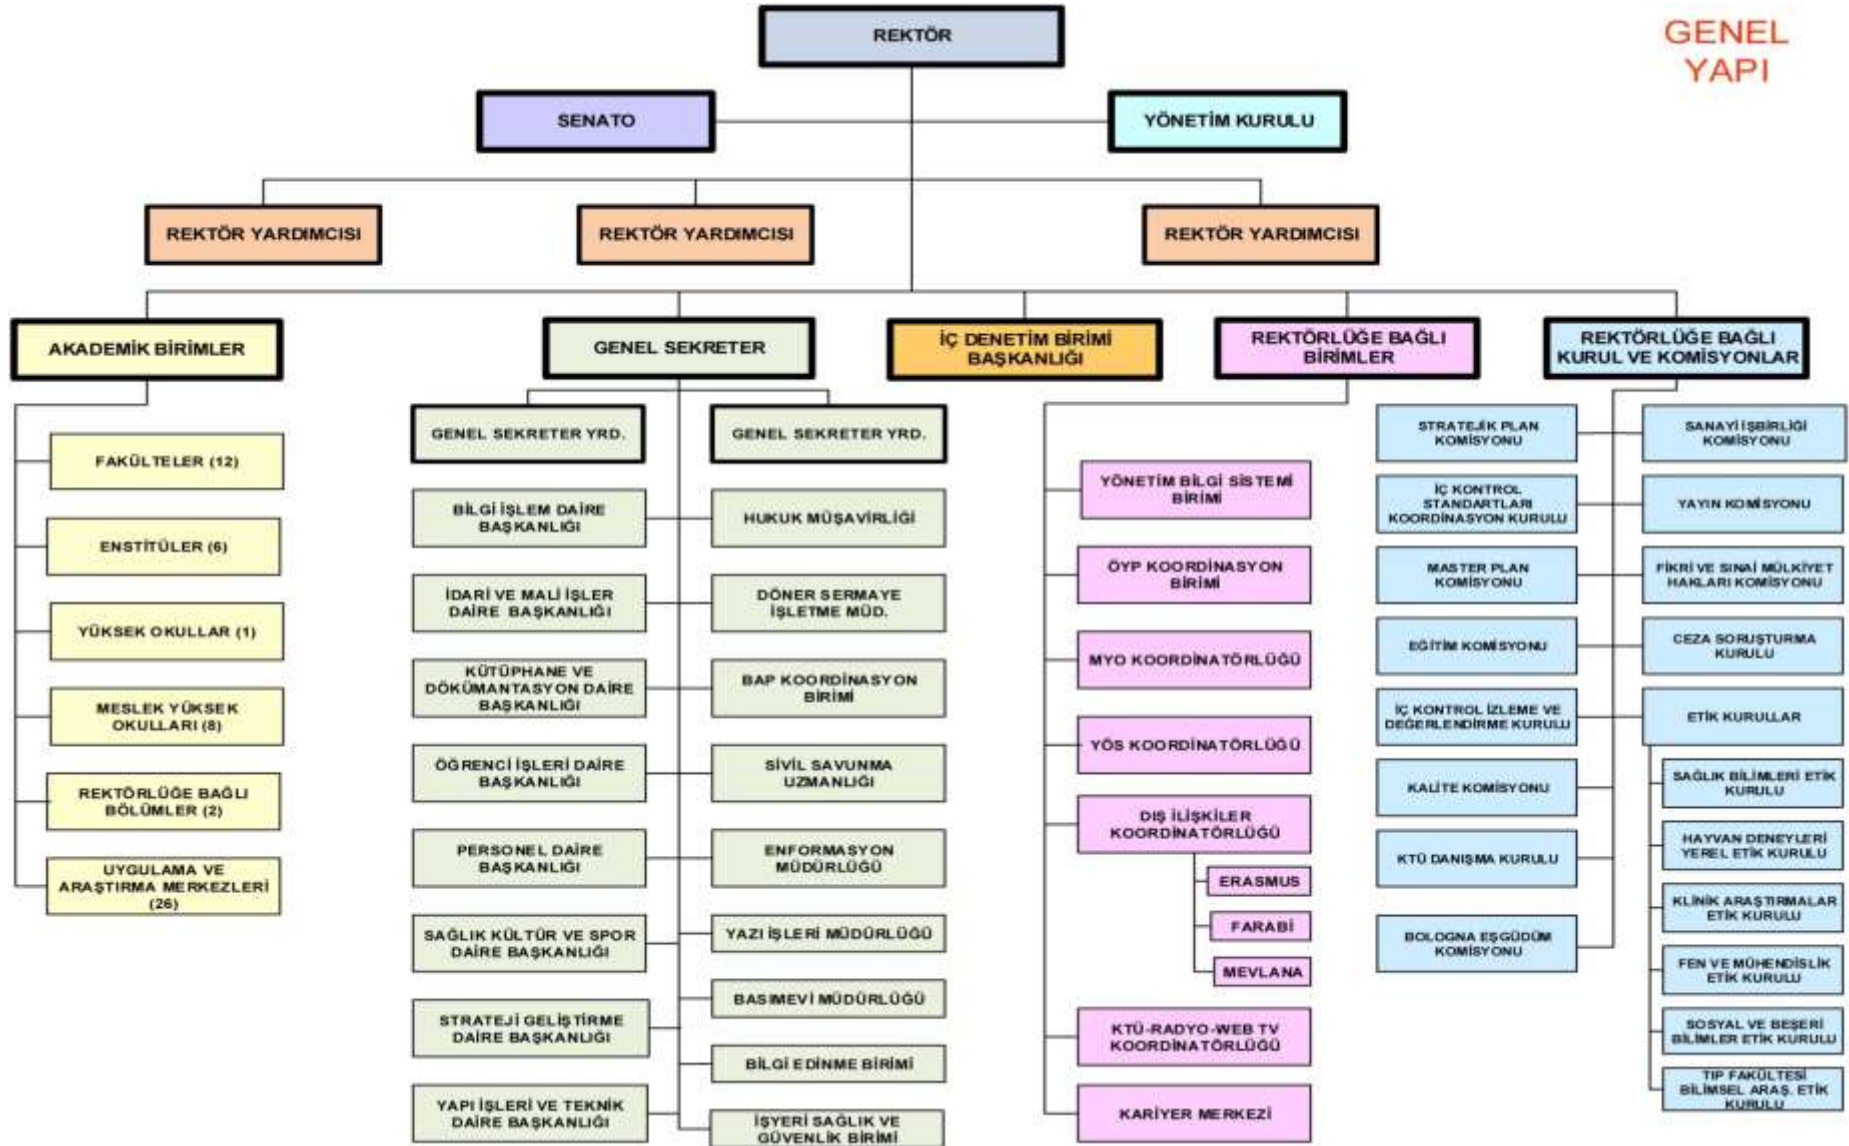 GENEL
YAPI
REKTÖR
SENATO
YÖNETİM KURULU
REKTÖR YARDIMCISI
REKTÖR YARDIMCISI
REKTÖR YARDIMCISI
AKADEMİK BİRİMLER
FAKÜLTELER (12)
ENSTİTÜLER (6)
YÜKSEK OKULLAR (1)
MESLEK YÜKSEK
OKULLARI (8)
REKTÖRLÜĞE BAĞLI
BÖLÜMLER (2)
UYGULAMA VE
ARAŞTIRMA MERKEZLERİ
(26)
GENEL SEKRETER
GENEL SEKRETER YRD.
BİLGİ İŞLEM DAİRE
BAŞKANLIĞI
İDARİ VE MALİ İŞLER
DAİRE BAŞKANLIĞI
KÜTÜPHANE VE
DÖKÜMANTASYON DAİRE
BAŞKANLIĞI
ÖĞRENCİ İŞLERİ DAİRE
BAŞKANLIĞI
PERSONEL DAİRE
BAŞKANLIĞI
SAĞLIK KÜLTÜR VE SPOR
DAİRE BAŞKANLIĞI
STRATEJİ GELİŞTİRME
DAİRE BAŞKANLIĞI
YAPI İŞLERİ VE TEKNİK
DAİRE BAŞKANLIĞI
GENEL SEKRETER YRD.
HUKUK MÜŞAVİRLİĞİ
DÖNER SERMAYE
İŞLETME MÜD.
BAP KOORDİNASYON
BİRİMİ
SİVİL SAVUNMA
UZMANLIĞI
ENFORMASYON
MÜDÜRLÜĞÜ
YAZI İŞLERİ MÜDÜRLÜĞÜ
BASIMEVİ MÜDÜRLÜĞÜ
BİLGİ EDİNME BİRİMİ
İŞYERİ SAĞLIK VE
GÜVENLİK BİRİMİ
İÇ DENETİM BİRİMİ
BAŞKANLIĞI
REKTÖRLÜĞE BAĞLI
BİRİMLER
YÖNETİM BİLGİ SİSTEMİ
BİRİMİ
ÖYP KOORDİNASYON
BİRİMİ
MYO KOORDİNATÖRLÜĞÜ
YÖS KOORDİNATÖRLÜĞÜ
DIŞ İLİŞKİLER
KOORDİNATÖRLÜĞÜ
ERASMUS
FARABİ
MEVLANA
KTÜ-RADYO-WEB TV
KOORDİNATÖRLÜĞÜ
KARİYER MERKEZİ
REKTÖRLÜĞE BAĞLI
KURUL VE KOMİSYONLAR
STRATEJİK PLAN
KOMİSYONU
İÇ KONTROL
STANDARTLARI
KOORDİNASYON KURULU
MASTER PLAN
KOMİSYONU
EĞİTİM KOMİSYONU
İÇ KONTROL İZLEME VE
DEĞERLENDİRME KURULU
KALİTE KOMİSYONU
KTÜ DANIŞMA KURULU
BOLOGNA EŞGÜDÜM
KOMİSYONU
SANAYİ İŞBİRLİĞİ
KOMİSYONU
YAYIN KOMİSYONU
FİKRİ VE SINAİ MÜLKİYET
HAKLARI KOMİSYONU
CEZA SORUŞTURMA
KURULU
ETİK KURULLAR
SAĞLIK BİLİMLERİ ETİK
KURULU
HAYVAN DENEYLERİ
YEREL ETİK KURULU
KLİNİK ARAŞTIRMALAR
ETİK KURULU
FEN VE MÜHENDİSLİK
ETİK KURULU
SOSYAL VE BEŞERİ
BİLİMLER ETİK KURULU
TIP FAKÜLTESİ
BİLİMSEL ARAŞ. ETİK
KURULU